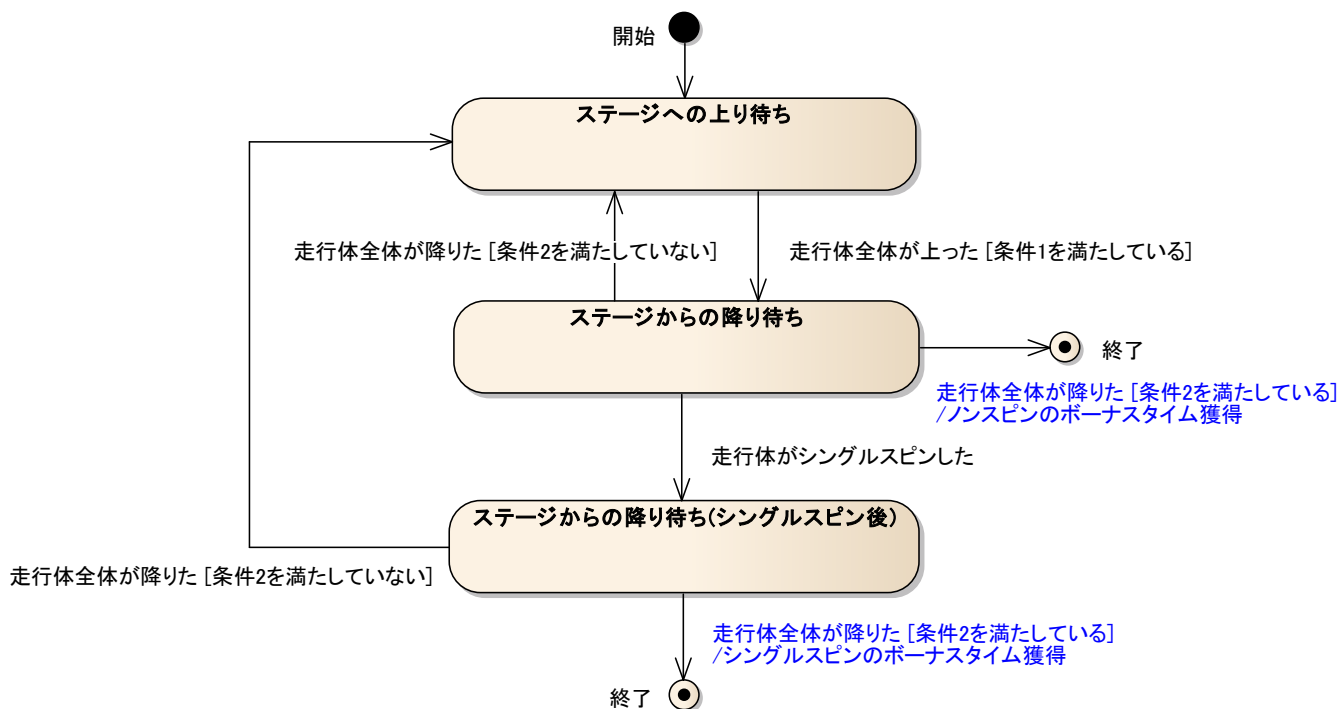 開始
ステージへの上り待ち
走行体全体が降りた [条件2を満たしていない]
走行体全体が上った [条件1を満たしている]
ステージからの降り待ち
終了
走行体全体が降りた [条件2を満たしている]
/ノンスピンのボーナスタイム獲得
走行体がシングルスピンした
ステージからの降り待ち(シングルスピン後)
走行体全体が降りた [条件2を満たしていない]
走行体全体が降りた [条件2を満たしている]
/シングルスピンのボーナスタイム獲得
終了